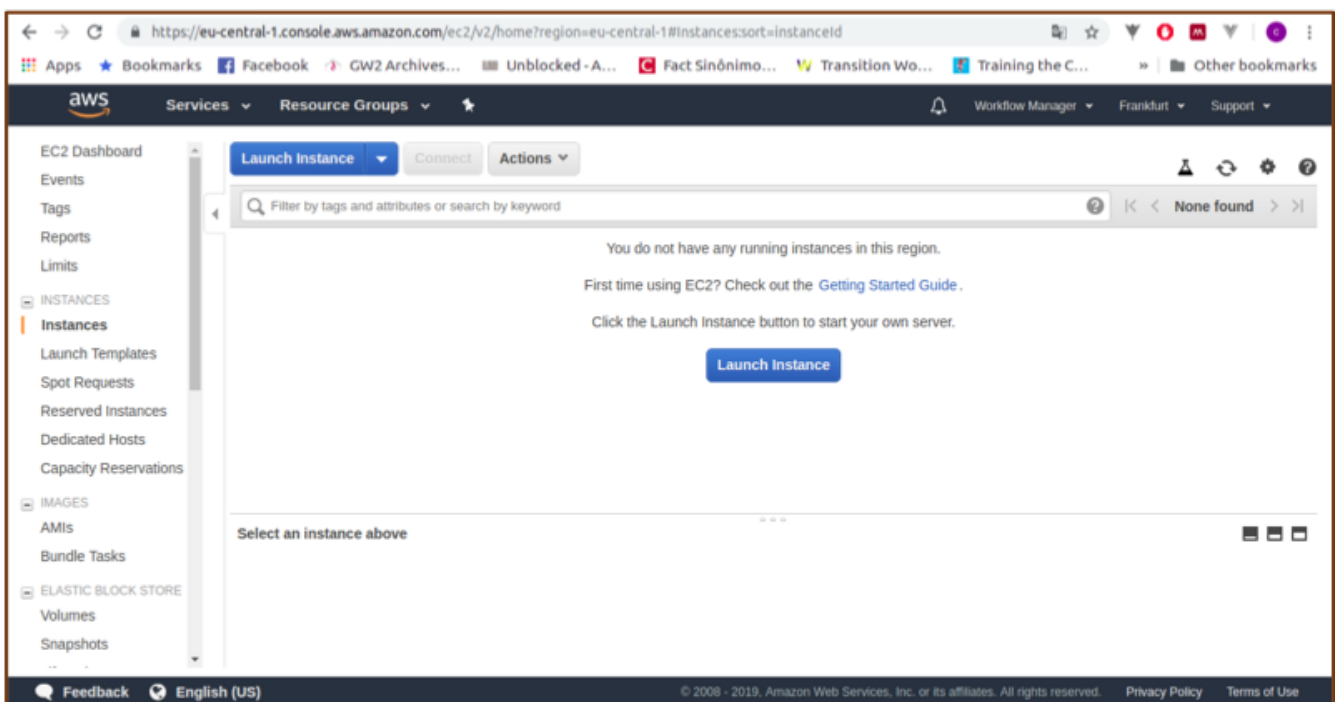 https://eu-central-1.console.aws.amazon.com/ec2/v2/home?region=eu-central-1#Instances:sort=instanceId
Apps Bookmarks Facebook GW2 Archives... Unblocked - A... Fact Sinônimo... Transition Wo... Training the C... » Other bookmarks
aws Services Resource Groups Workflow Manager Frankfurt Support
EC2 Dashboard
Events
Tags
Reports
Limits
INSTANCES
Instances
Launch Templates
Spot Requests
Reserved Instances
Dedicated Hosts
Capacity Reservations
IMAGES
AMIs
Bundle Tasks
ELASTIC BLOCK STORE
Volumes
Snapshots
Launch Instance Connect Actions
Filter by tags and attributes or search by keyword None found
You do not have any running instances in this region.
First time using EC2? Check out the Getting Started Guide.
Click the Launch Instance button to start your own server.
Launch Instance
Select an instance above
Feedback English (US) © 2008 - 2019, Amazon Web Services, Inc. or its affiliates. All rights reserved. Privacy Policy Terms of Use